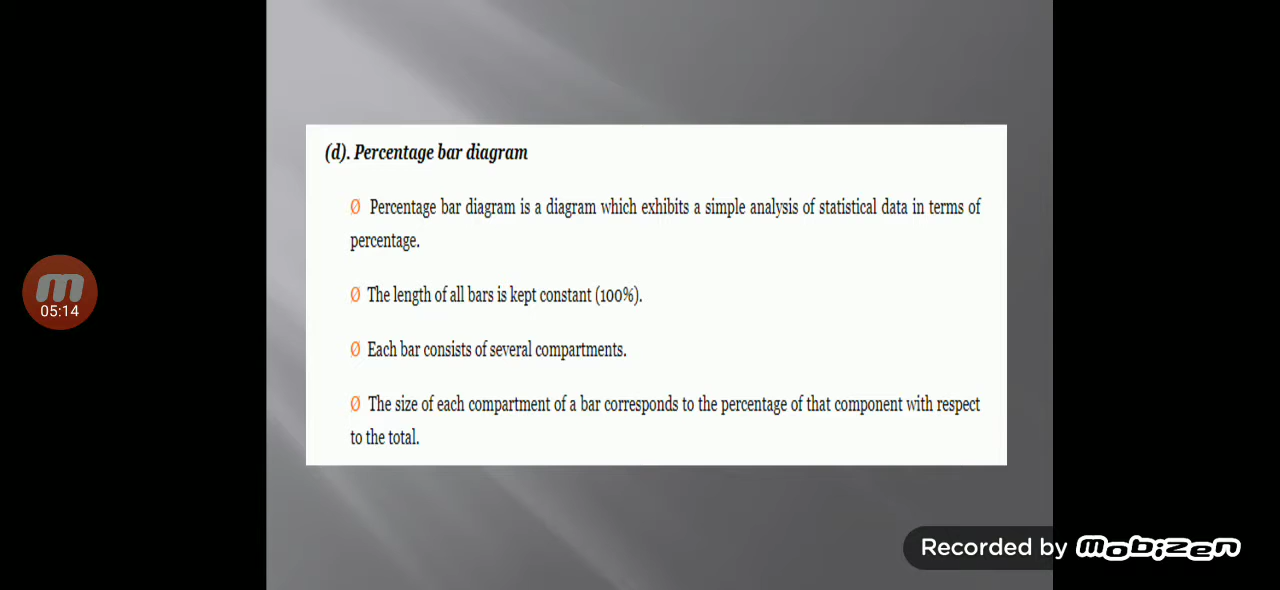 (d). Percentage bar diagram
Ø Percentage bar diagram is a diagram which exhibits a simple analysis of statistical data in terms of
percentage.
Ø The length of all bars is kept constant (100%).
Ø Each bar consists of several compartments.
Ø The size of each compartment of a bar corresponds to the percentage of that component with respect
to the total.
m
05:14
Recorded by mobizen